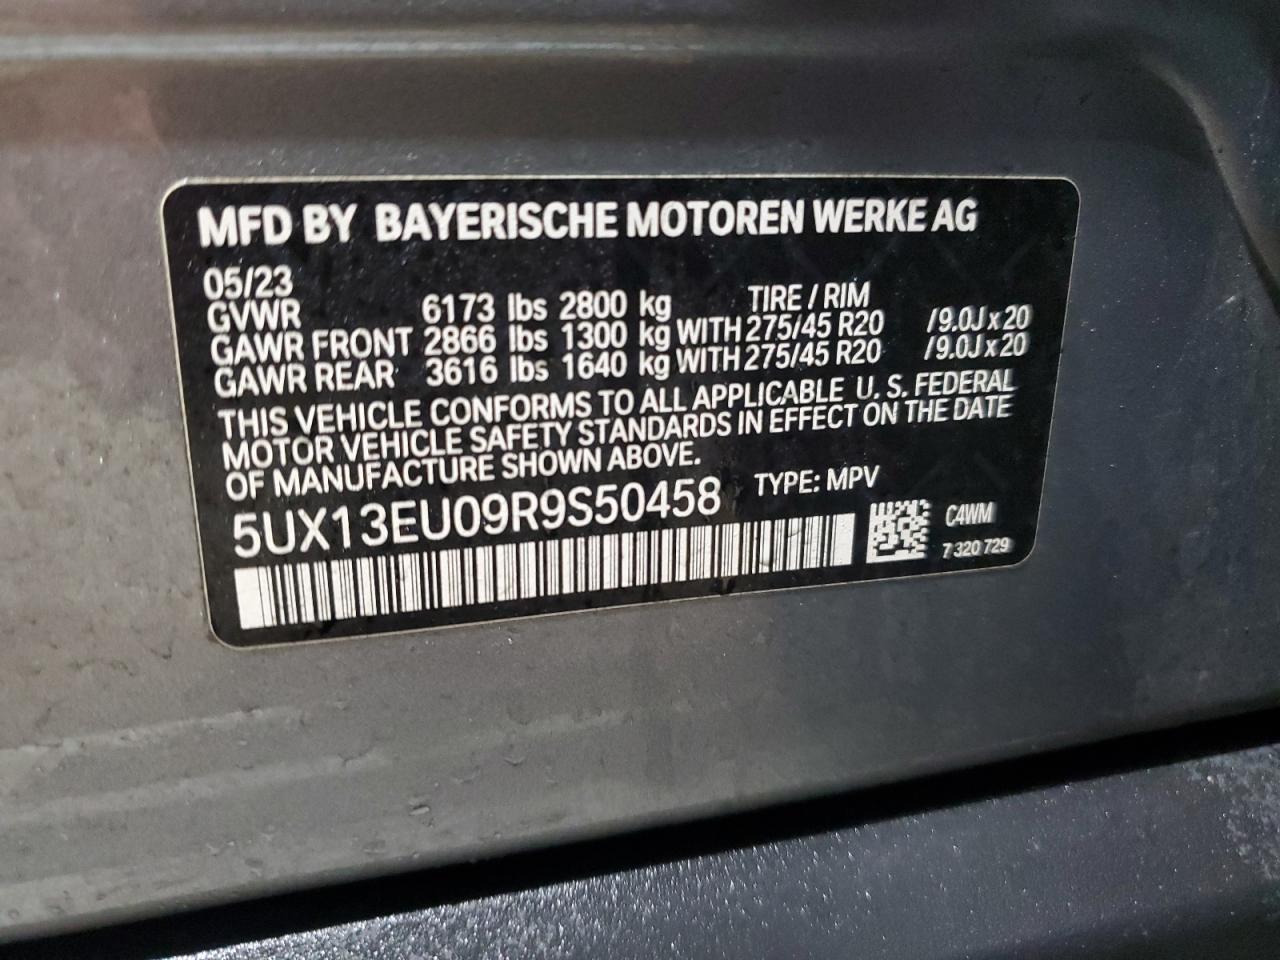 MFD BY BAYERISCHE MOTOREN WERKE AG
05/23 TIRE / RIM
GVWR 6173 lbs 2800 kg
GAWR FRONT 2866 lbs 1300 kg WITH 275/45 R20 /9.0J x 20
GAWR REAR 3616 lbs 1640 kg WITH 275/45 R20 /9.0J x 20
THIS VEHICLE CONFORMS TO ALL APPLICABLE U. S. FEDERAL
MOTOR VEHICLE SAFETY STANDARDS IN EFFECT ON THE DATE
OF MANUFACTURE SHOWN ABOVE.
5UX13EU09R9S50458 TYPE: MPV
C4WM
7 320 729